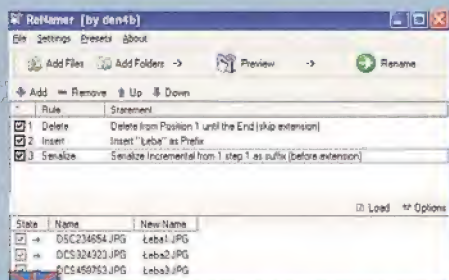 ReNamer [by den4b]
File Settings Presets About
Add Files Add Folders -> Preview -> Rename
Add Remove Up Down
Rule Statement
1 Delete Delete from Position 1 until the End (skip extension)
2 Insert Insert "Łeba" as Prefix
3 Serialize Serialize Incremental from 1 step 1 as suffix (before extension)
Load Options
State Name New Name
DSC234654.JPG Łeba1.JPG
DCS324323.JPG Łeba2.JPG
DCS459753.JPG Łeba3.JPG